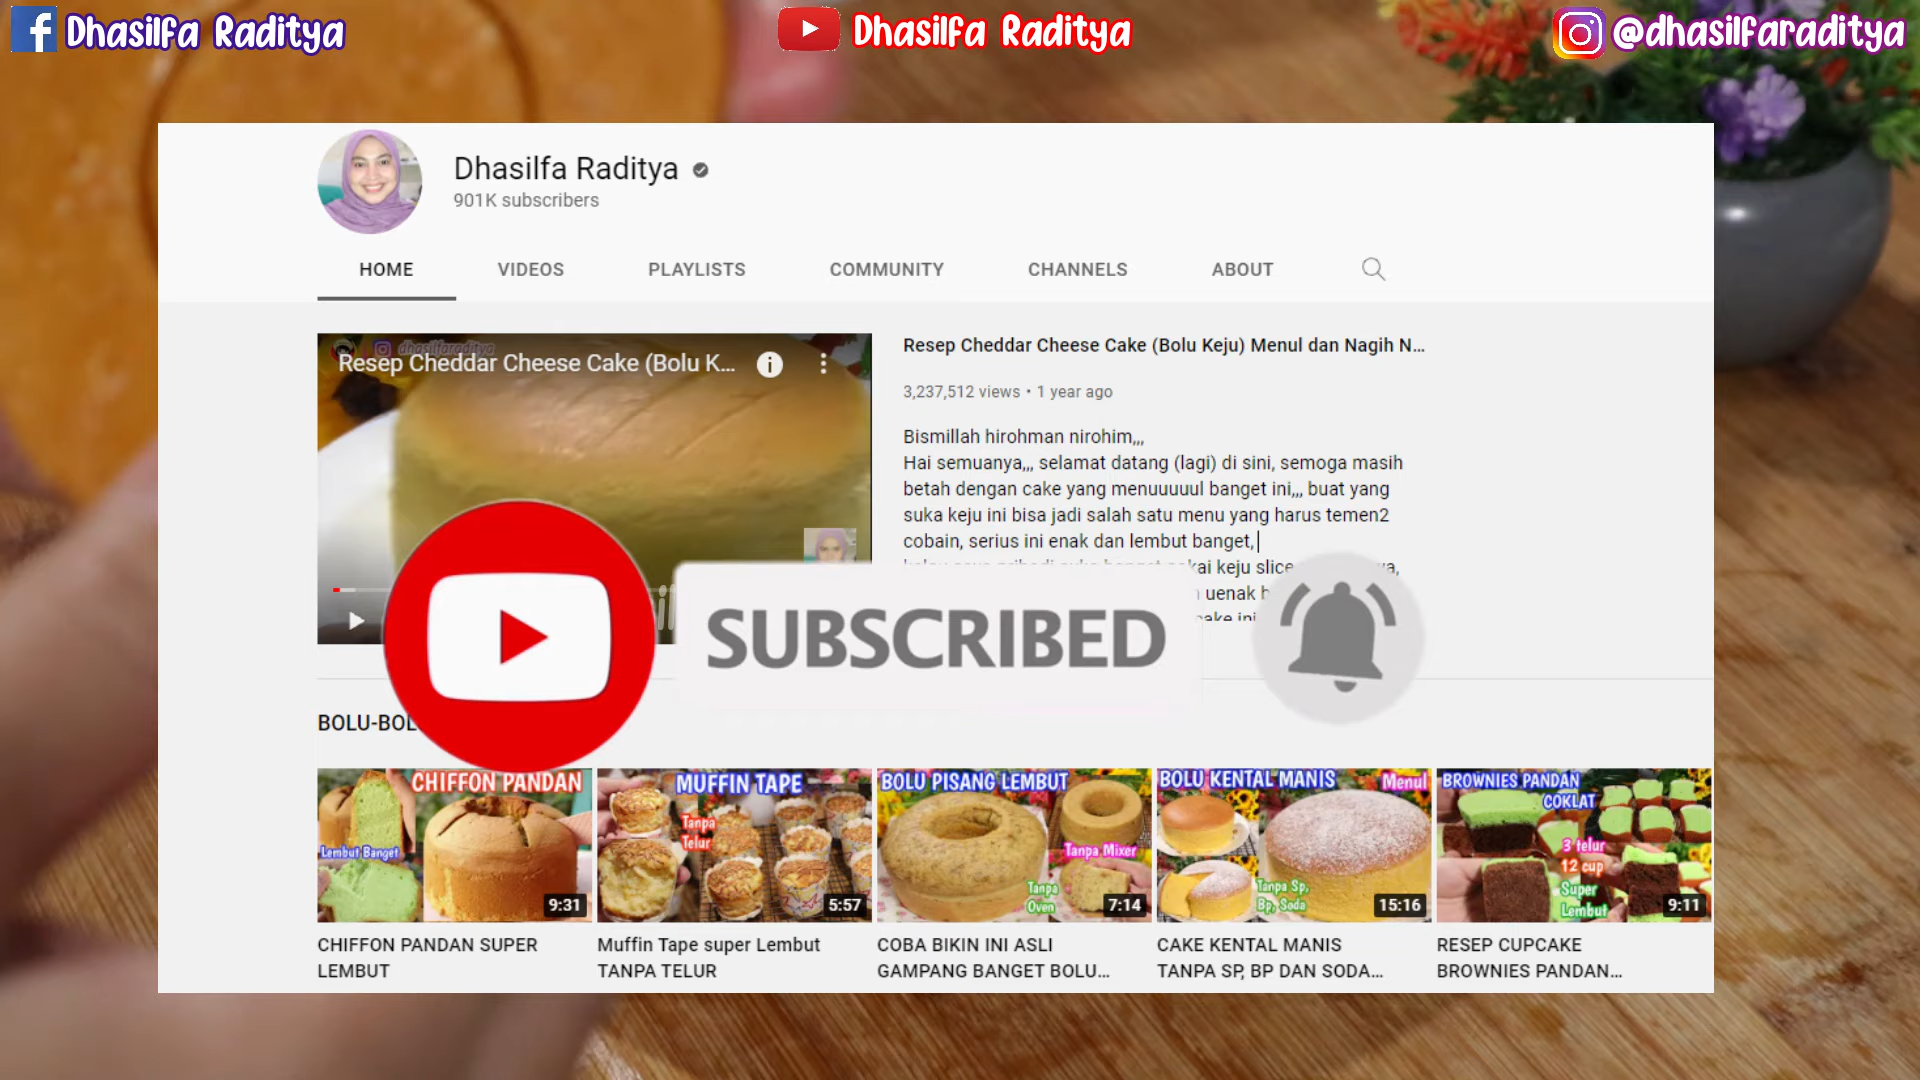 Dhasilfa Raditya
Dhasilfa Raditya
@dhasilfaraditya
Dhasilfa Raditya
901K subscribers
HOME
VIDEOS
PLAYLISTS
COMMUNITY
CHANNELS
ABOUT
dhasilfaraditya
Resep Cheddar Cheese Cake (Bolu K...
Resep Cheddar Cheese Cake (Bolu Keju) Menul dan Nagih N...
3,237,512 views • 1 year ago
Bismillah hirohman nirohim,,,
Hai semuanya,,, selamat datang (lagi) di sini, semoga masih
betah dengan cake yang menuuuuul banget ini,,, buat yang
suka keju ini bisa jadi salah satu menu yang harus temen2
cobain, serius ini enak dan lembut banget,
keju slice
uenak
SUBSCRIBED
BOLU-BOL
CHIFFON PANDAN
Lembut Banget
9:31
CHIFFON PANDAN SUPER
LEMBUT
MUFFIN TAPE
Tanpa
Telur
5:57
Muffin Tape super Lembut
TANPA TELUR
BOLU PISANG LEMBUT
Tanpa Mixer
Tanpa
Oven
7:14
COBA BIKIN INI ASLI
GAMPANG BANGET BOLU...
BOLU KENTAL MANIS
Menul
Tanpa Sp,
Bp, Soda
15:16
CAKE KENTAL MANIS
TANPA SP, BP DAN SODA...
BROWNIES PANDAN
COKLAT
3 telur
12 cup
Super
Lembut
9:11
RESEP CUPCAKE
BROWNIES PANDAN...